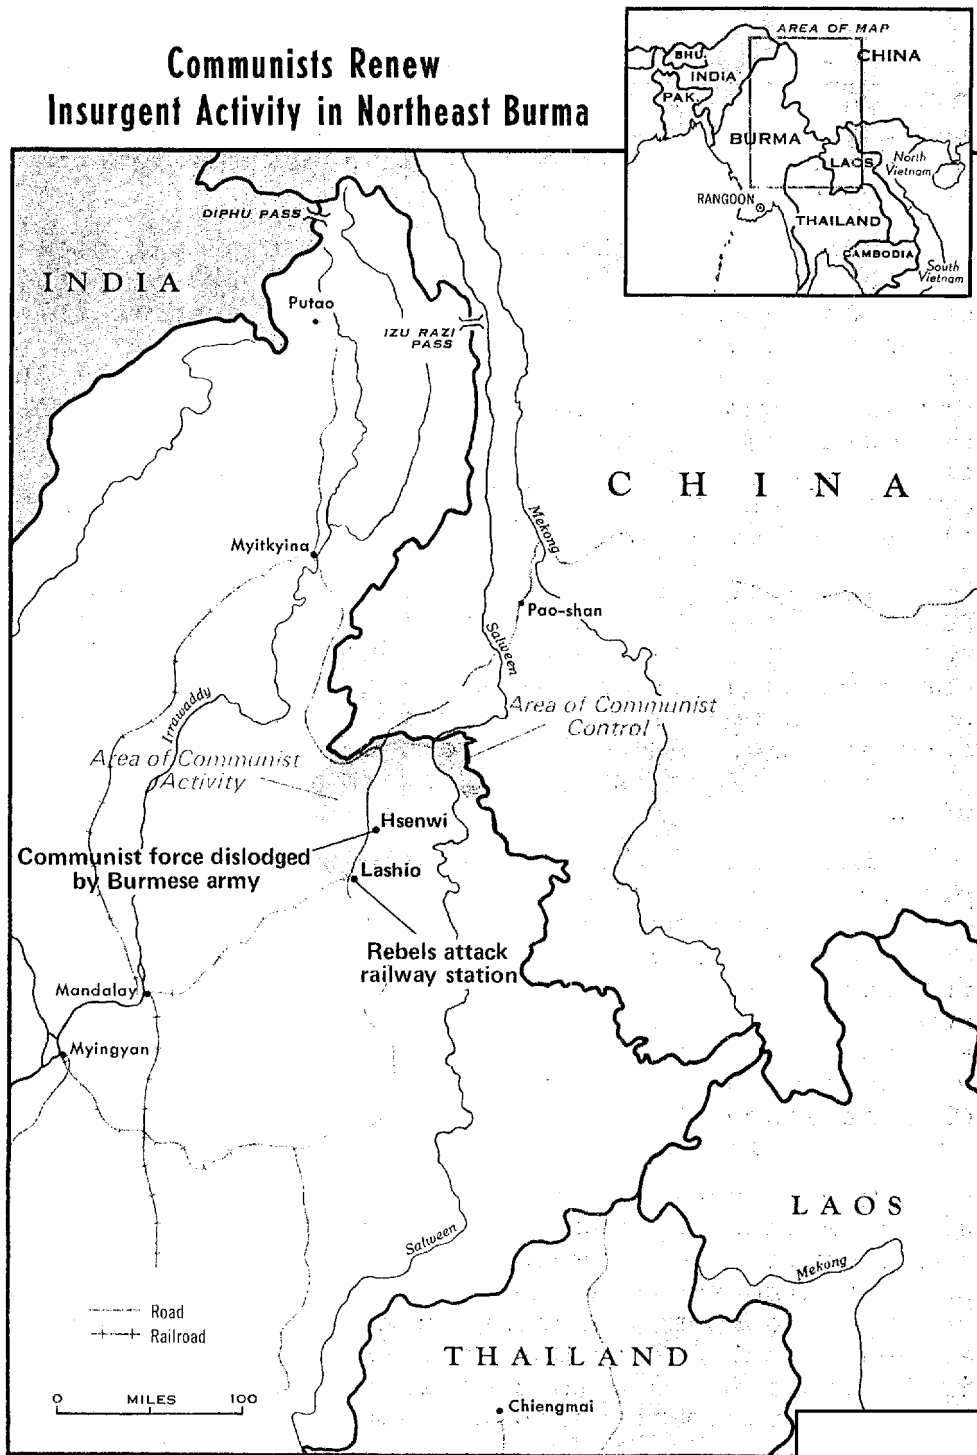 Communists Renew
Insurgent Activity in Northeast Burma
AREA OF MAP
CHINA
BHU.
INDIA
PAK.
BURMA
LAOS
North
Vietnam
RANGOON
THAILAND
CAMBODIA
South
Vietnam
DIPHU PASS
INDIA
Putao
IZU RAZI
PASS
CHINA
Mekong
Myitkyina
Pao-shan
Salween
Irrawaddy
Area of Communist
Control
Area of Communist
Activity
Hsenwi
Communist force dislodged
by Burmese army
Lashio
Rebels attack
railway station
Mandalay
Myingyan
LAOS
Salween
Mekong
Road
Railroad
THAILAND
0 MILES 100
Chiengmai